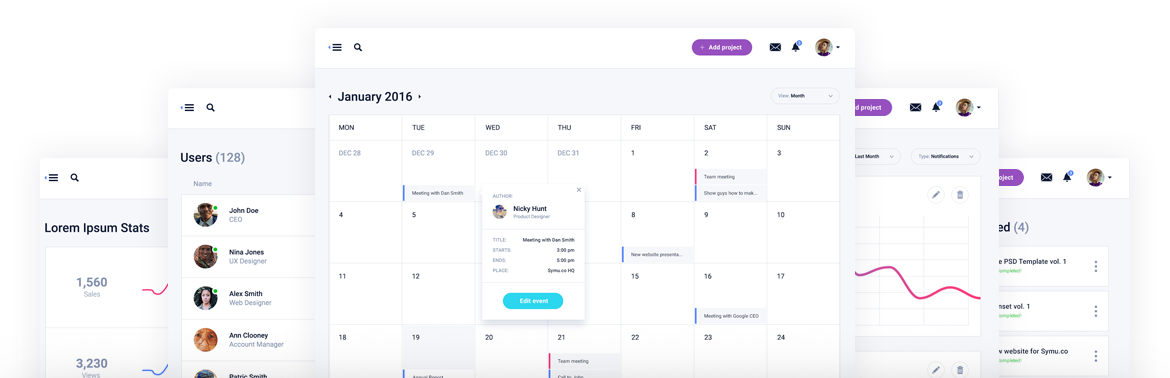 + Add project
January 2016
View: Month
MON TUE WED THU FRI SAT SUN
DEC 28 DEC 29 DEC 30 DEC 31 1 2 3
Team meeting
Meeting with Dan Smith
Show guys how to mak...
4 5 8 9 10
New website presenta...
11 12 15 16 17
Meeting with Google CEO
18 19 20 21 22 23 24
Team meeting
Call to John
Annual Report
AUTHOR:
Nicky Hunt
Product Designer
TITLE: Meeting with Dan Smith
STARTS: 3:00 pm
ENDS: 5:00 pm
PLACE: Symu.co HQ
Edit event
Users (128)
Name
John Doe
CEO
Nina Jones
UX Designer
Alex Smith
Web Designer
Ann Clooney
Account Manager
Patric Smith
Lorem Ipsum Stats
1,560
Sales
3,230
Views
d project
Last Month
Type: Notifications
oject
ed (4)
e PSD Template vol. 1
ompleted!
nset vol. 1
ompleted!
w website for Symu.co
ompleted!